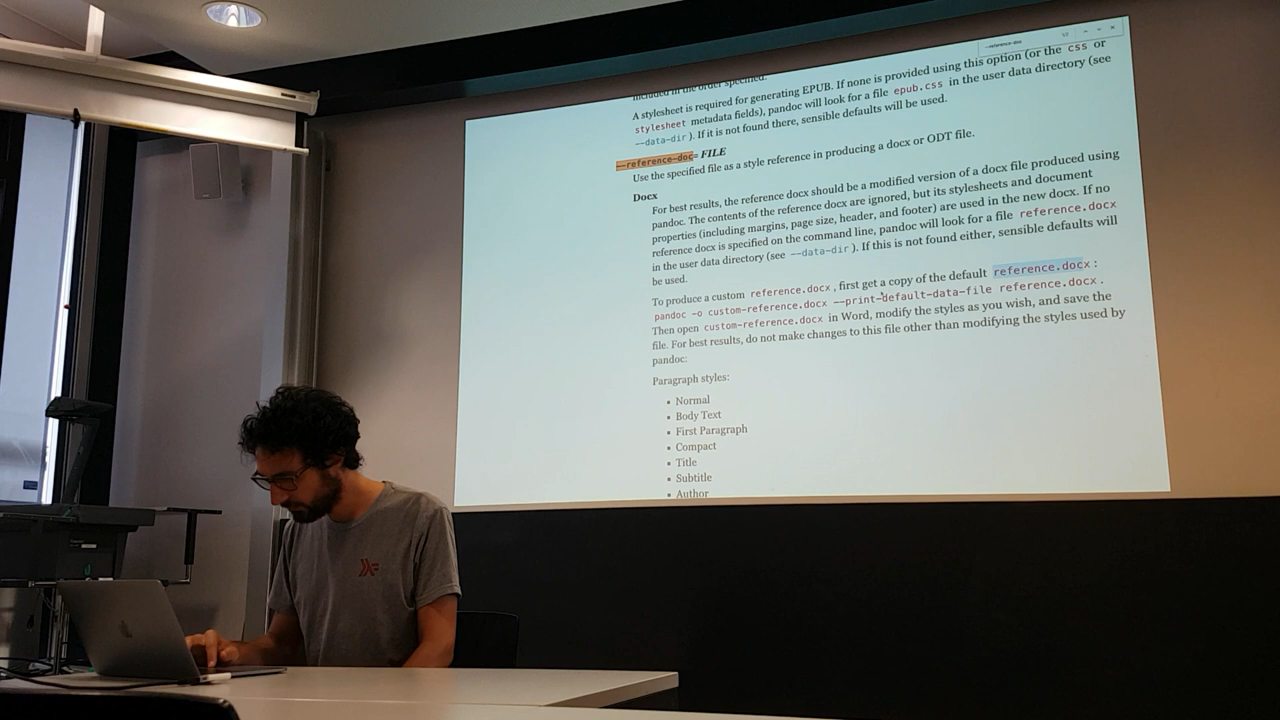 --reference-doc
included in the order specified.
A stylesheet is required for generating EPUB. If none is provided using this option (or the css or
stylesheet metadata fields), pandoc will look for a file epub.css in the user data directory (see
--data-dir). If it is not found there, sensible defaults will be used.
--reference-doc=FILE
Use the specified file as a style reference in producing a docx or ODT file.
Docx
For best results, the reference docx should be a modified version of a docx file produced using
pandoc. The contents of the reference docx are ignored, but its stylesheets and document
properties (including margins, page size, header, and footer) are used in the new docx. If no
reference docx is specified on the command line, pandoc will look for a file reference.docx
in the user data directory (see --data-dir). If this is not found either, sensible defaults will
be used.
To produce a custom reference.docx, first get a copy of the default reference.docx:
pandoc -o custom-reference.docx --print-default-data-file reference.docx.
Then open custom-reference.docx in Word, modify the styles as you wish, and save the
file. For best results, do not make changes to this file other than modifying the styles used by
pandoc:
Paragraph styles:
Normal
Body Text
First Paragraph
Compact
Title
Subtitle
Author